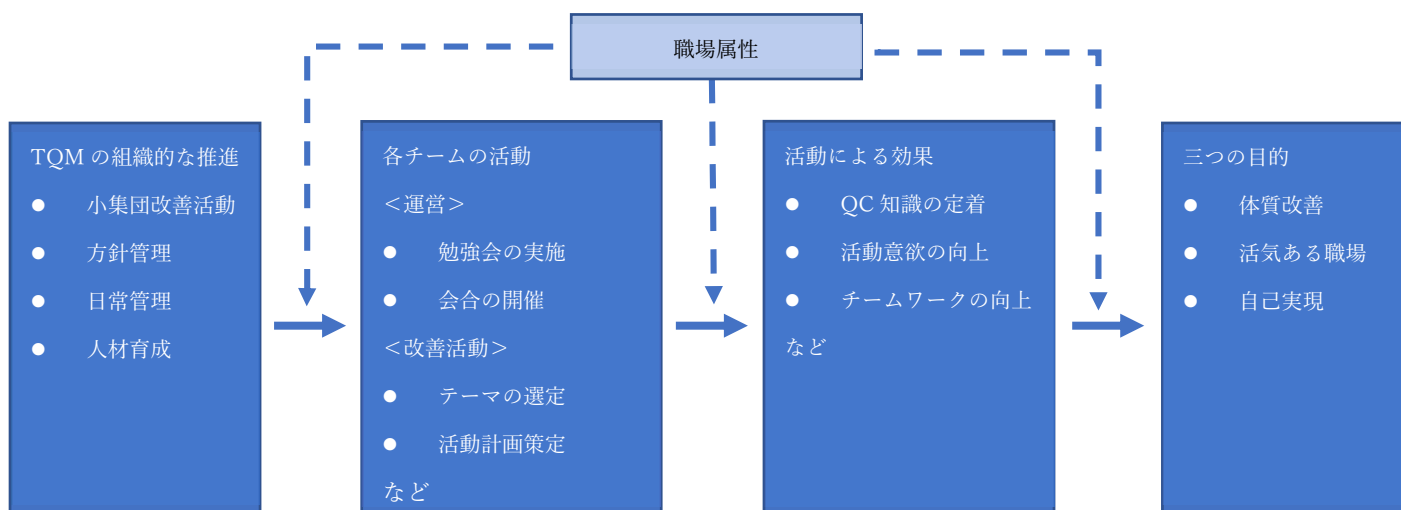 職場属性
TQM の組織的な推進
● 小集団改善活動
● 方針管理
● 日常管理
● 人材育成
各チームの活動
＜運営＞
● 勉強会の実施
● 会合の開催
＜改善活動＞
● テーマの選定
● 活動計画策定
など
活動による効果
● QC 知識の定着
● 活動意欲の向上
● チームワークの向上
など
三つの目的
● 体質改善
● 活気ある職場
● 自己実現